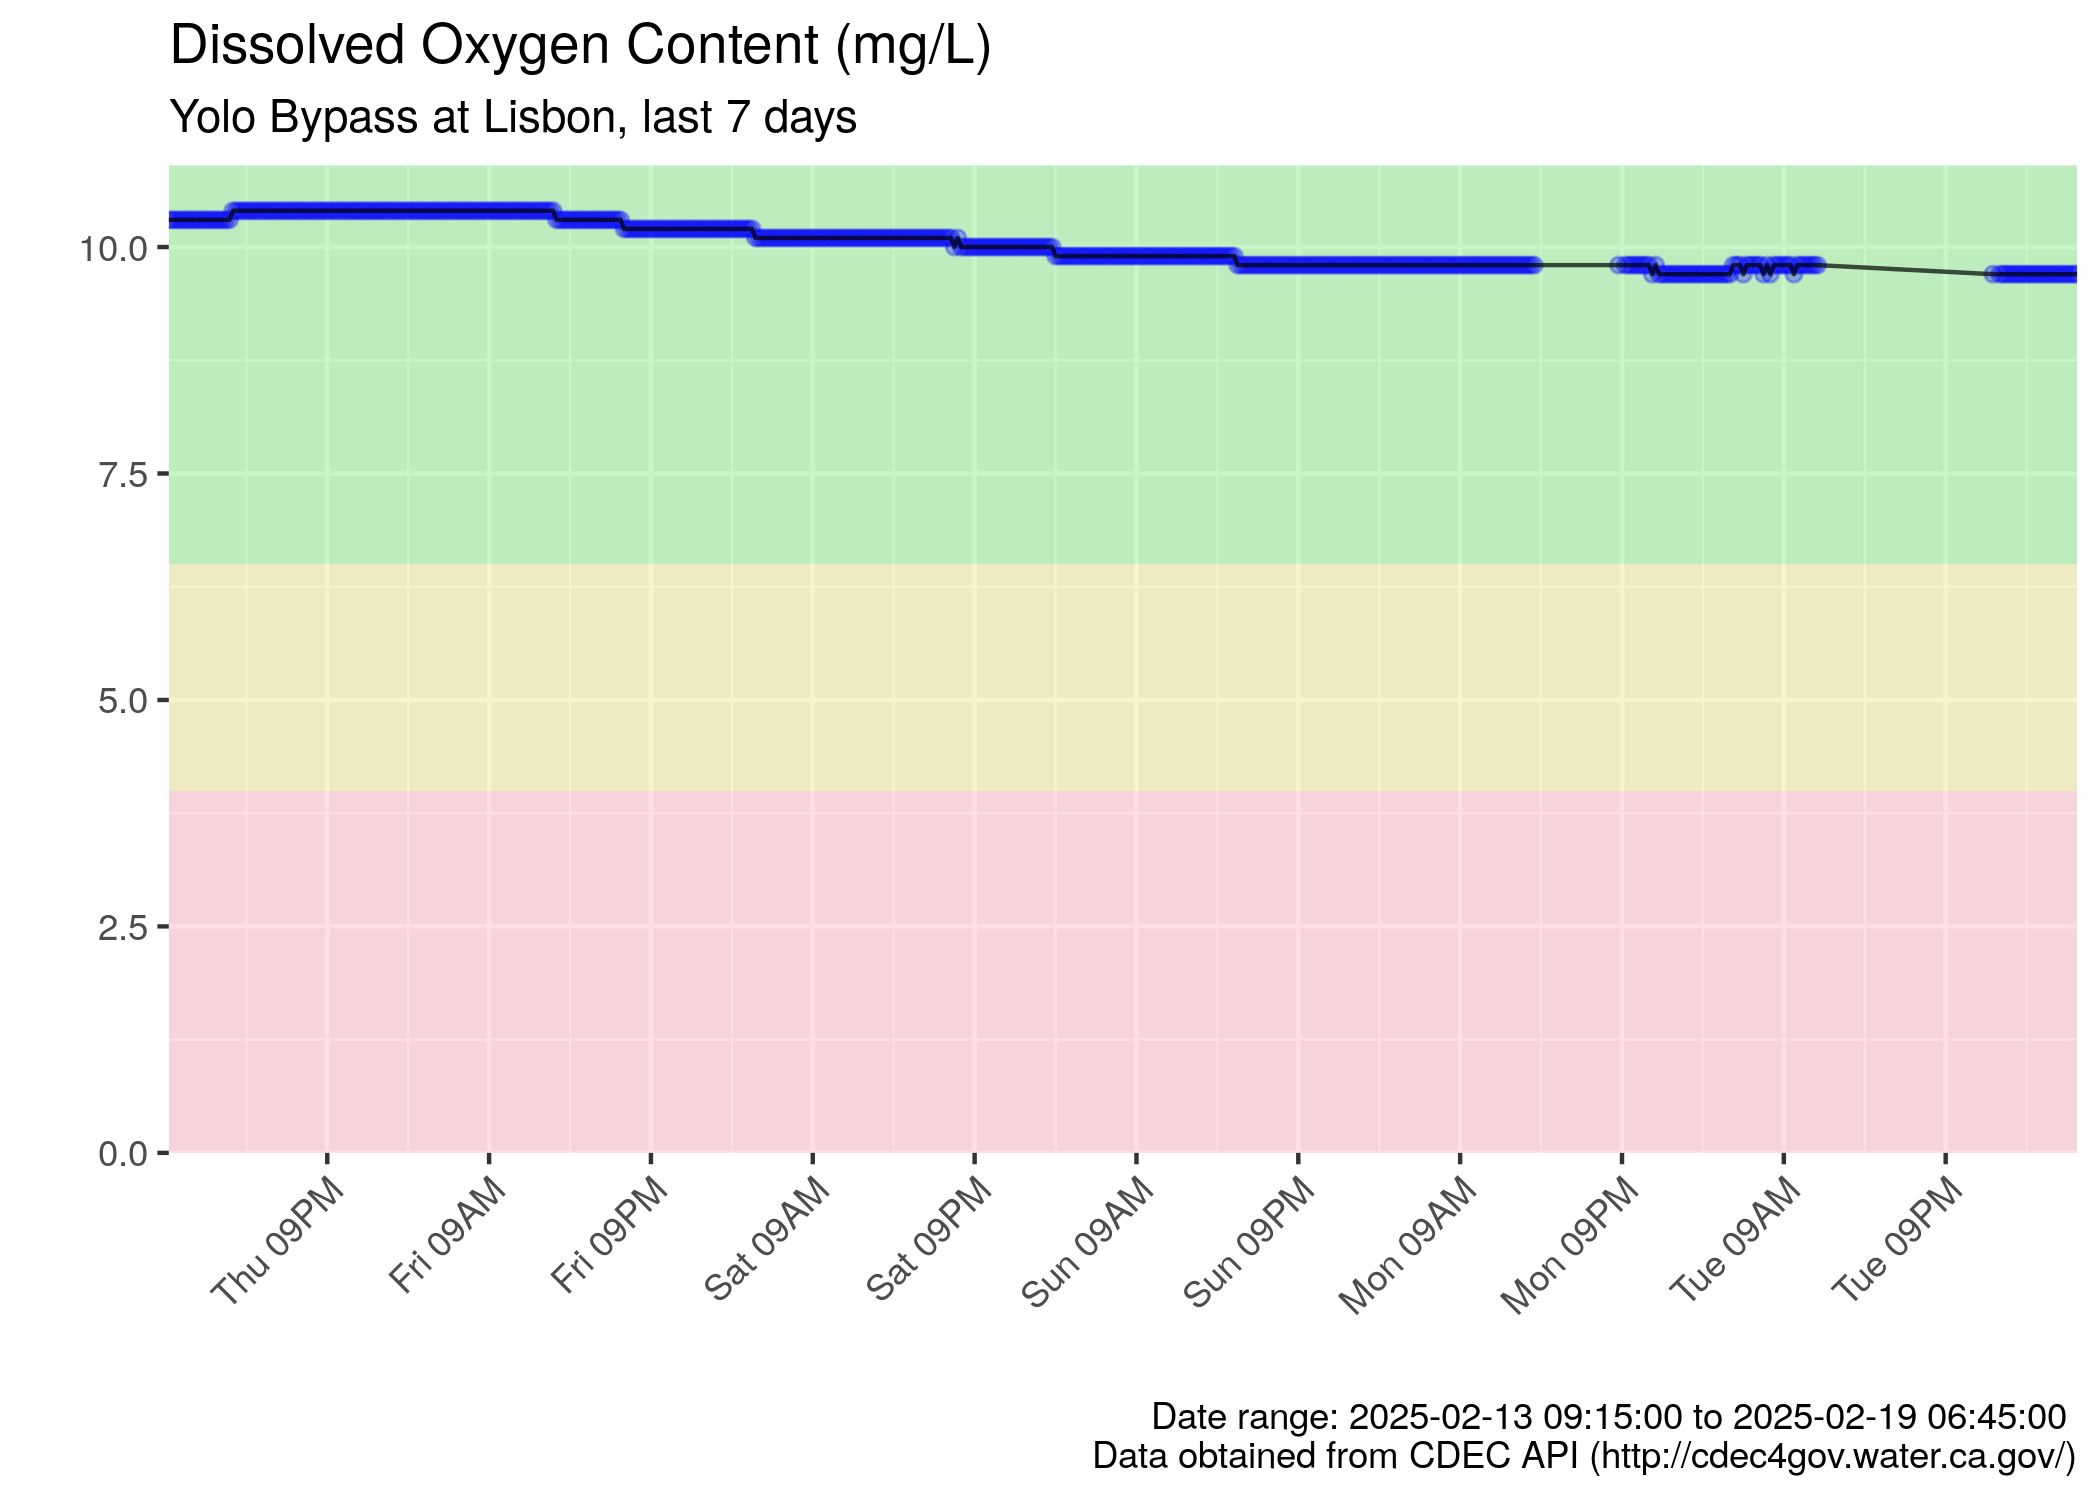 Dissolved Oxygen Content (mg/L)
Yolo Bypass at Lisbon, last 7 days
10.0
7.5
5.0
2.5
0.0
Thu 09PM
Fri 09AM
Fri 09PM
Sat 09AM
Sat 09PM
Sun 09AM
Sun 09PM
Mon 09AM
Mon 09PM
Tue 09AM
Tue 09PM
Date range: 2025-02-13 09:15:00 to 2025-02-19 06:45:00
Data obtained from CDEC API (http://cdec4gov.water.ca.gov/)